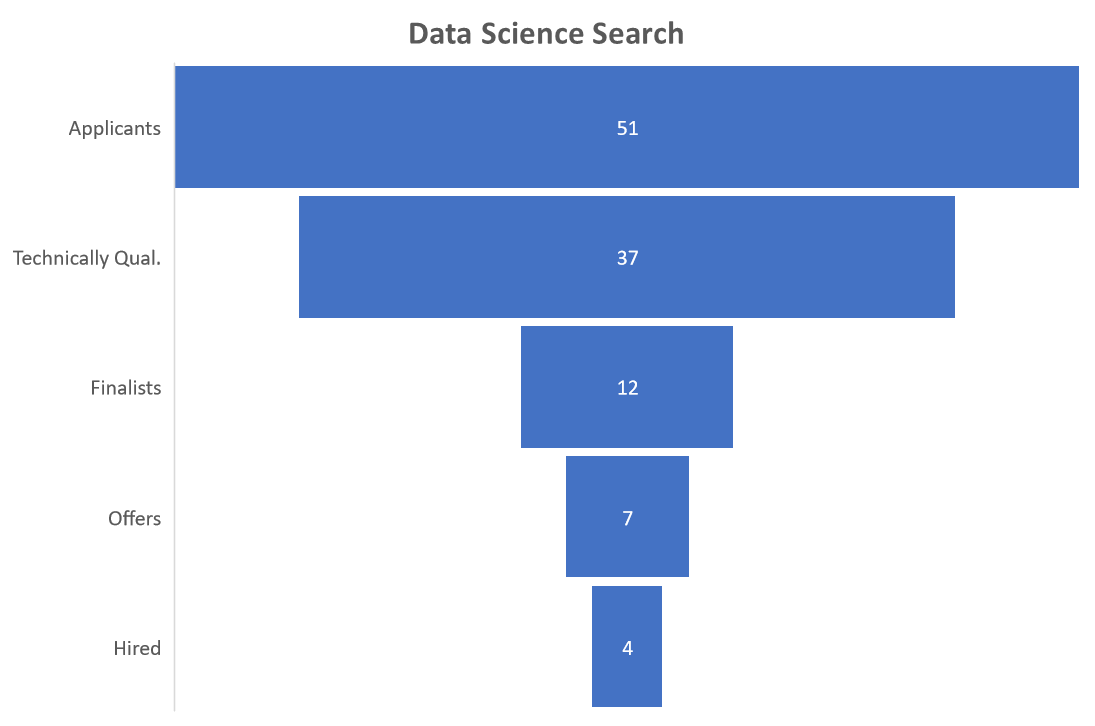 Data Science Search
Applicants 51
Technically Qual. 37
Finalists 12
Offers 7
Hired 4